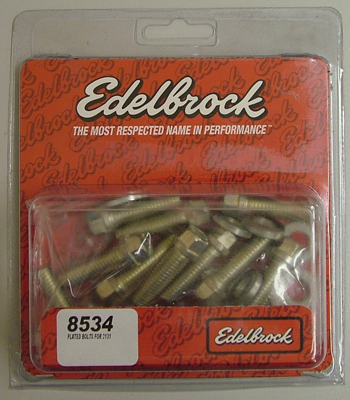 Edelbrock
THE MOST RESPECTED NAME IN PERFORMANCE™
8534
PLATED BOLTS FOR 2131
Edelbrock